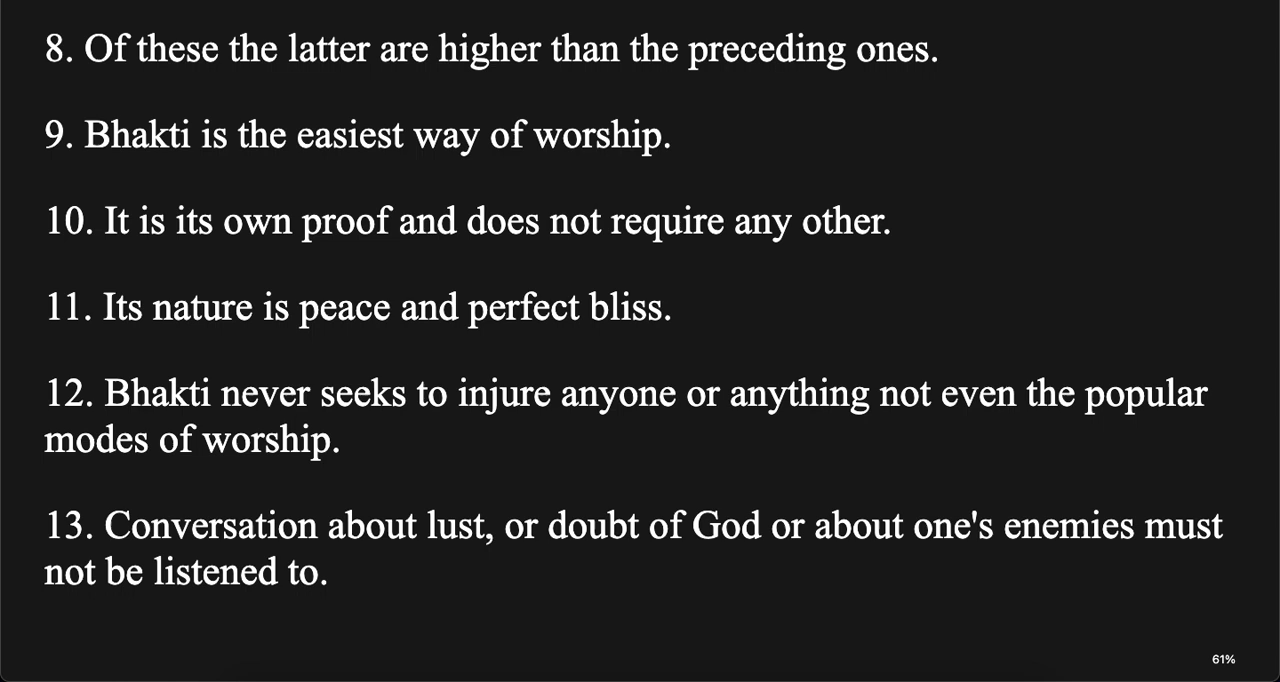 8. Of these the latter are higher than the preceding ones.
9. Bhakti is the easiest way of worship.
10. It is its own proof and does not require any other.
11. Its nature is peace and perfect bliss.
12. Bhakti never seeks to injure anyone or anything not even the popular
modes of worship.
13. Conversation about lust, or doubt of God or about one's enemies must
not be listened to.
61%